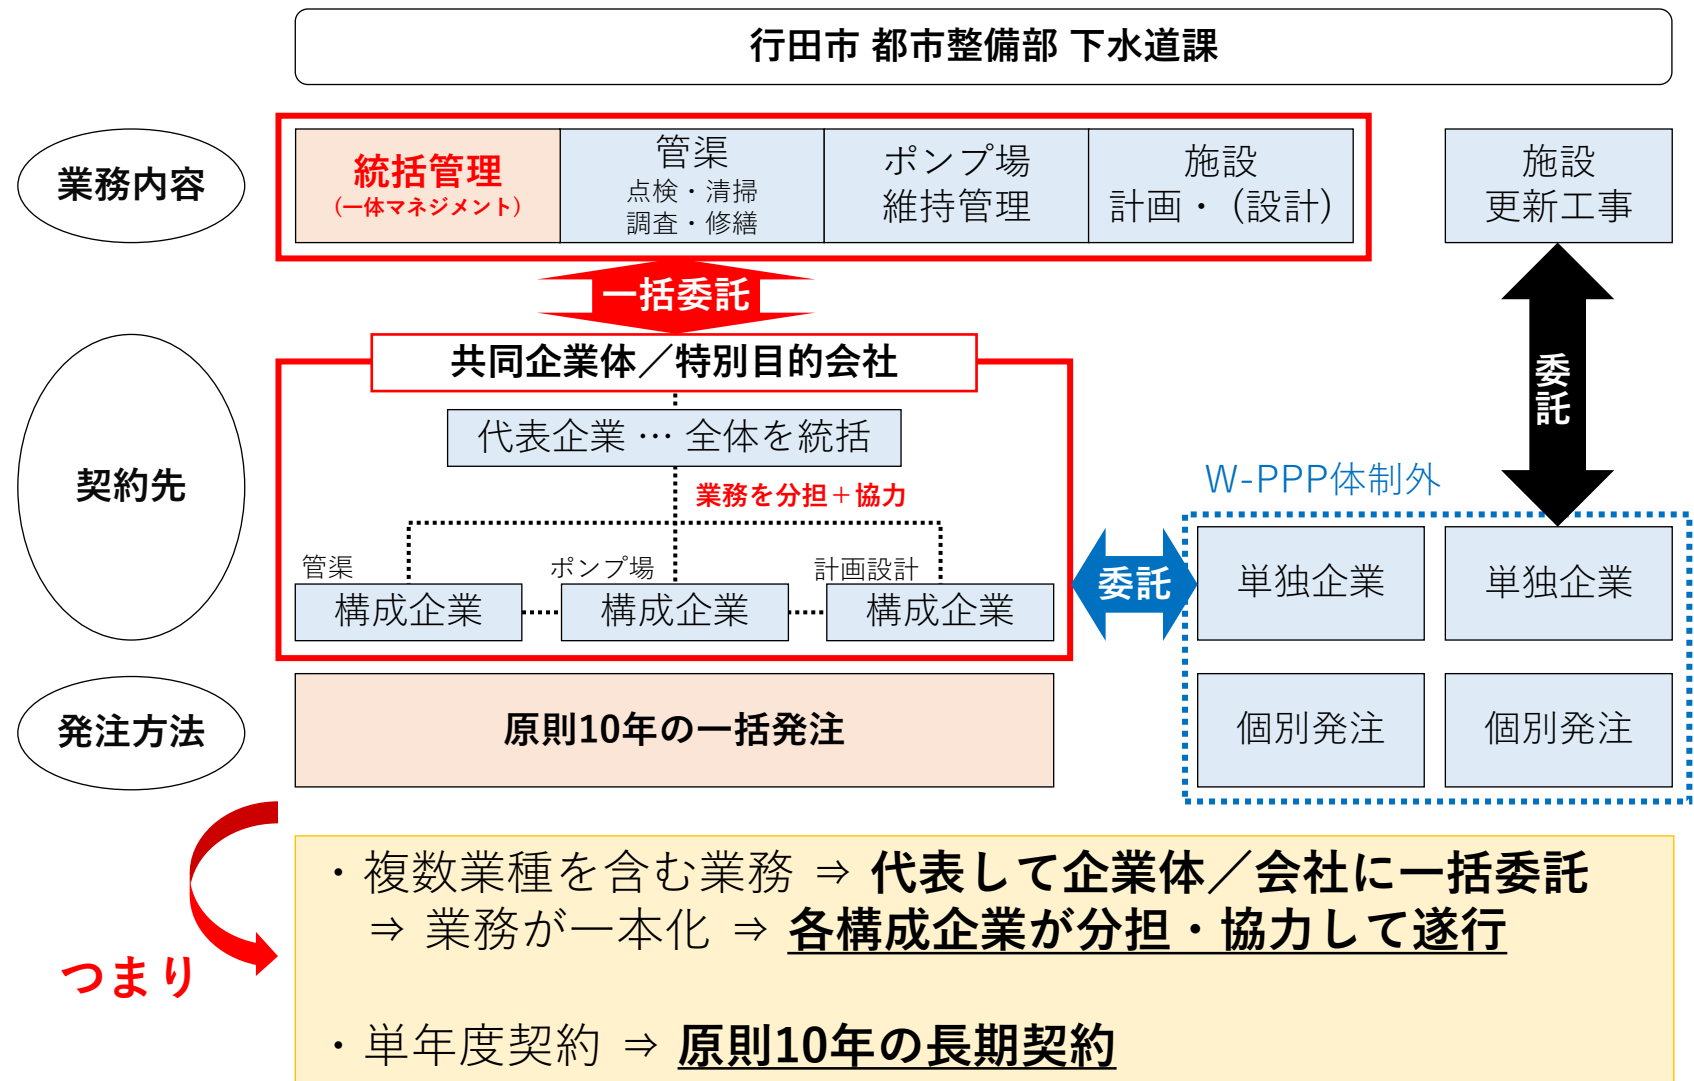 行田市 都市整備部 下水道課
業務内容
統括管理
(一体マネジメント)
管渠
点検・清掃
調査・修繕
ポンプ場
維持管理
施設
計画・(設計)
施設
更新工事
一括委託
委託
契約先
共同企業体／特別目的会社
代表企業 … 全体を統括
業務を分担＋協力
管渠
構成企業
ポンプ場
構成企業
計画設計
構成企業
委託
W-PPP体制外
単独企業
単独企業
発注方法
原則10年の一括発注
個別発注
個別発注
つまり
・複数業種を含む業務 ⇒ 代表して企業体／会社に一括委託
⇒ 業務が一本化 ⇒ 各構成企業が分担・協力して遂行
・単年度契約 ⇒ 原則10年の長期契約